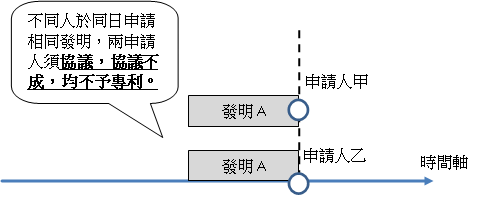 不同人於同日申請
相同發明，兩申請
人須協議，協議不
成，均不予專利。
申請人甲
發明A
申請人乙
發明A
時間軸